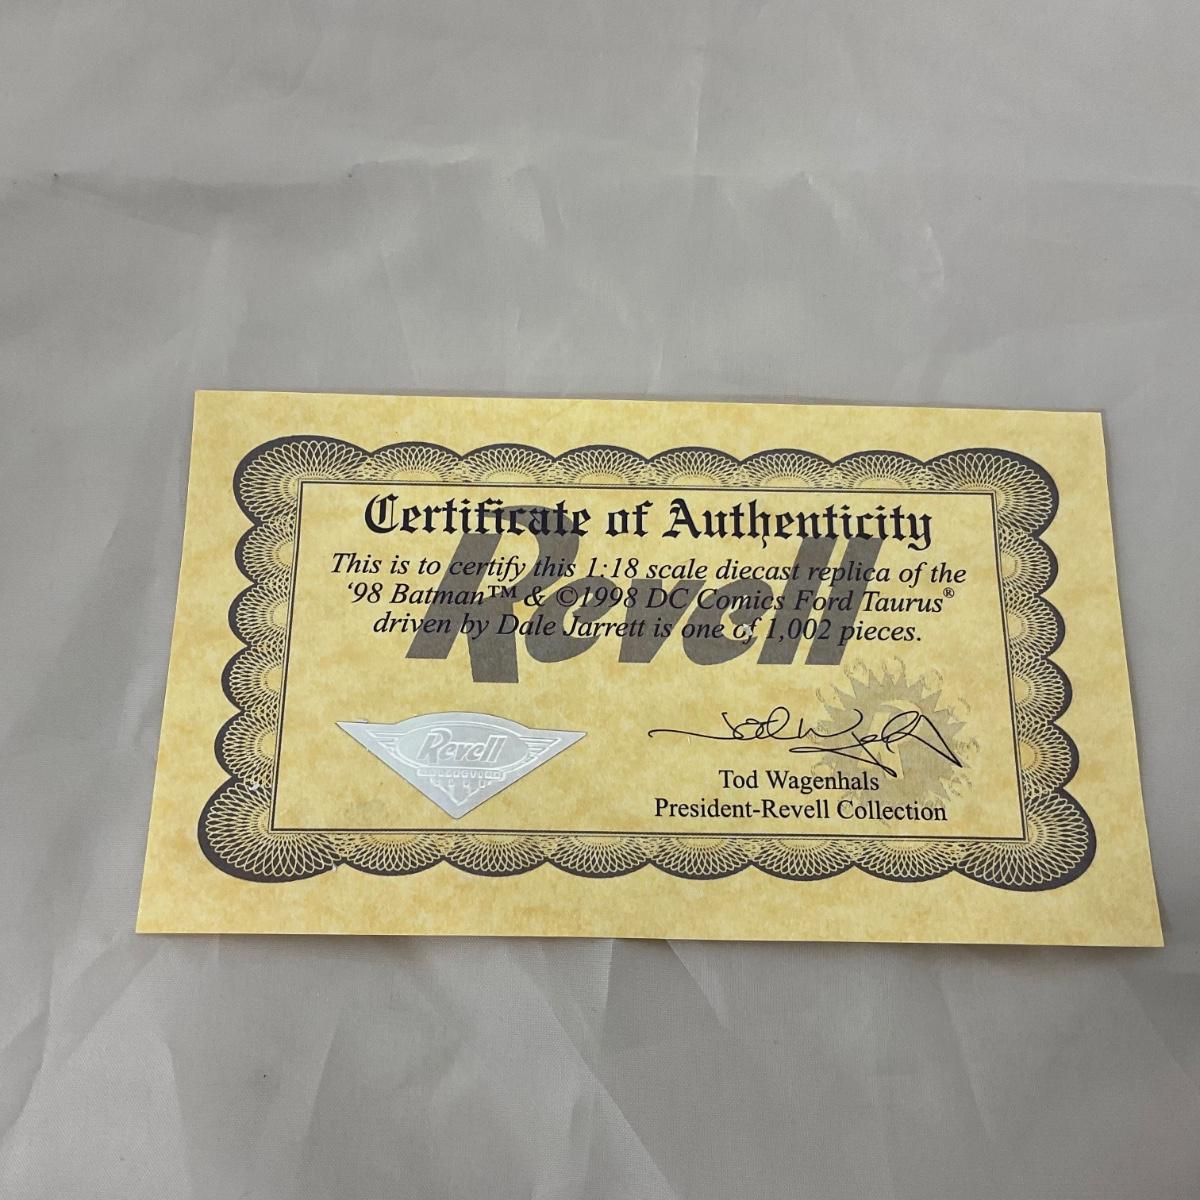 Certificate of Authenticity
Revell
This is to certify this 1:18 scale diecast replica of the
'98 Batman™ & ©1998 DC Comics Ford Taurus®
driven by Dale Jarrett is one of 1,002 pieces.
Revell
COLLECTION
Tod Wagenhals
President-Revell Collection